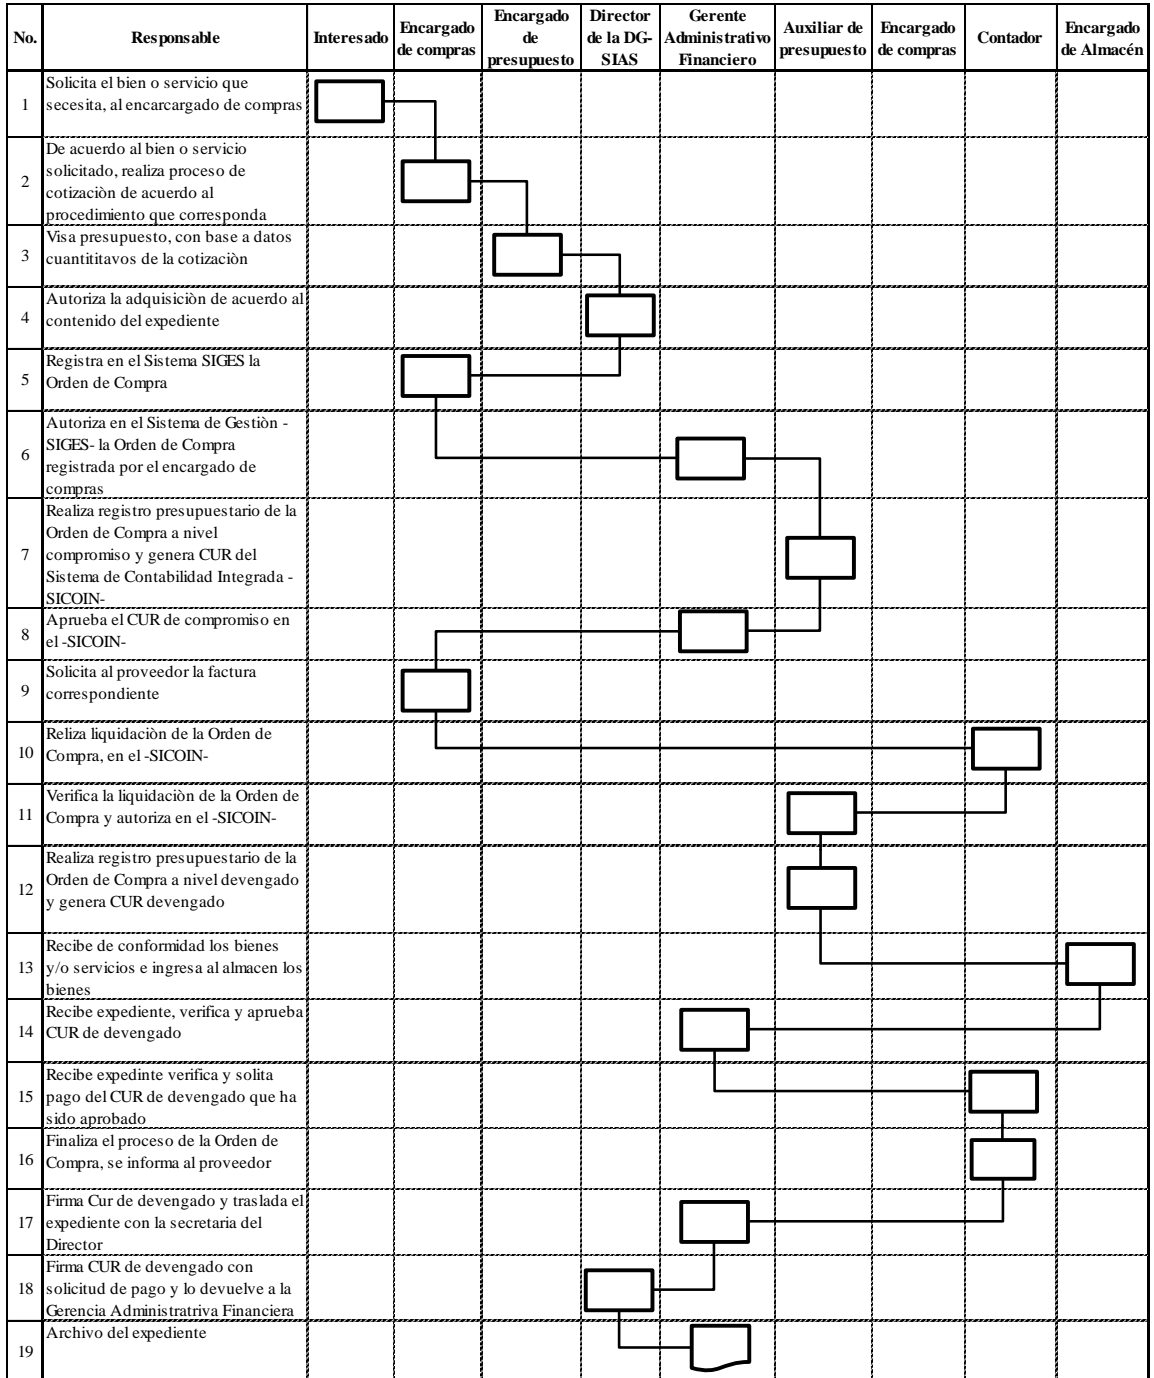 No.
Responsable
Interesado
Encargado
de compras
Encargado
de
presupuesto
Director
de la DG-
SIAS
Gerente
Administrativo
Financiero
Auxiliar de
presupuesto
Encargado
de compras
Contador
Encargado
de Almacén
1
Solicita el bien o servicio que
secesita, al encarcargado de compras
2
De acuerdo al bien o servicio
solicitado, realiza proceso de
cotizaciòn de acuerdo al
procedimiento que corresponda
3
Visa presupuesto, con base a datos
cuantititavos de la cotizaciòn
4
Autoriza la adquisiciòn de acuerdo al
contenido del expediente
5
Registra en el Sistema SIGES la
Orden de Compra
6
Autoriza en el Sistema de Gestiòn -
SIGES- la Orden de Compra
registrada por el encargado de
compras
7
Realiza registro presupuestario de la
Orden de Compra a nivel
compromiso y genera CUR del
Sistema de Contabilidad Integrada -
SICOIN-
8
Aprueba el CUR de compromiso en
el -SICOIN-
9
Solicita al proveedor la factura
correspondiente
10
Reliza liquidaciòn de la Orden de
Compra, en el -SICOIN-
11
Verifica la liquidaciòn de la Orden de
Compra y autoriza en el -SICOIN-
12
Realiza registro presupuestario de la
Orden de Compra a nivel devengado
y genera CUR devengado
13
Recibe de conformidad los bienes
y/o servicios e ingresa al almacen los
bienes
14
Recibe expediente, verifica y aprueba
CUR de devengado
15
Recibe expedinte verifica y solita
pago del CUR de devengado que ha
sido aprobado
16
Finaliza el proceso de la Orden de
Compra, se informa al proveedor
17
Firma Cur de devengado y traslada el
expediente con la secretaria del
Director
18
Firma CUR de devengado con
solicitud de pago y lo devuelve a la
Gerencia Administratriva Financiera
19
Archivo del expediente